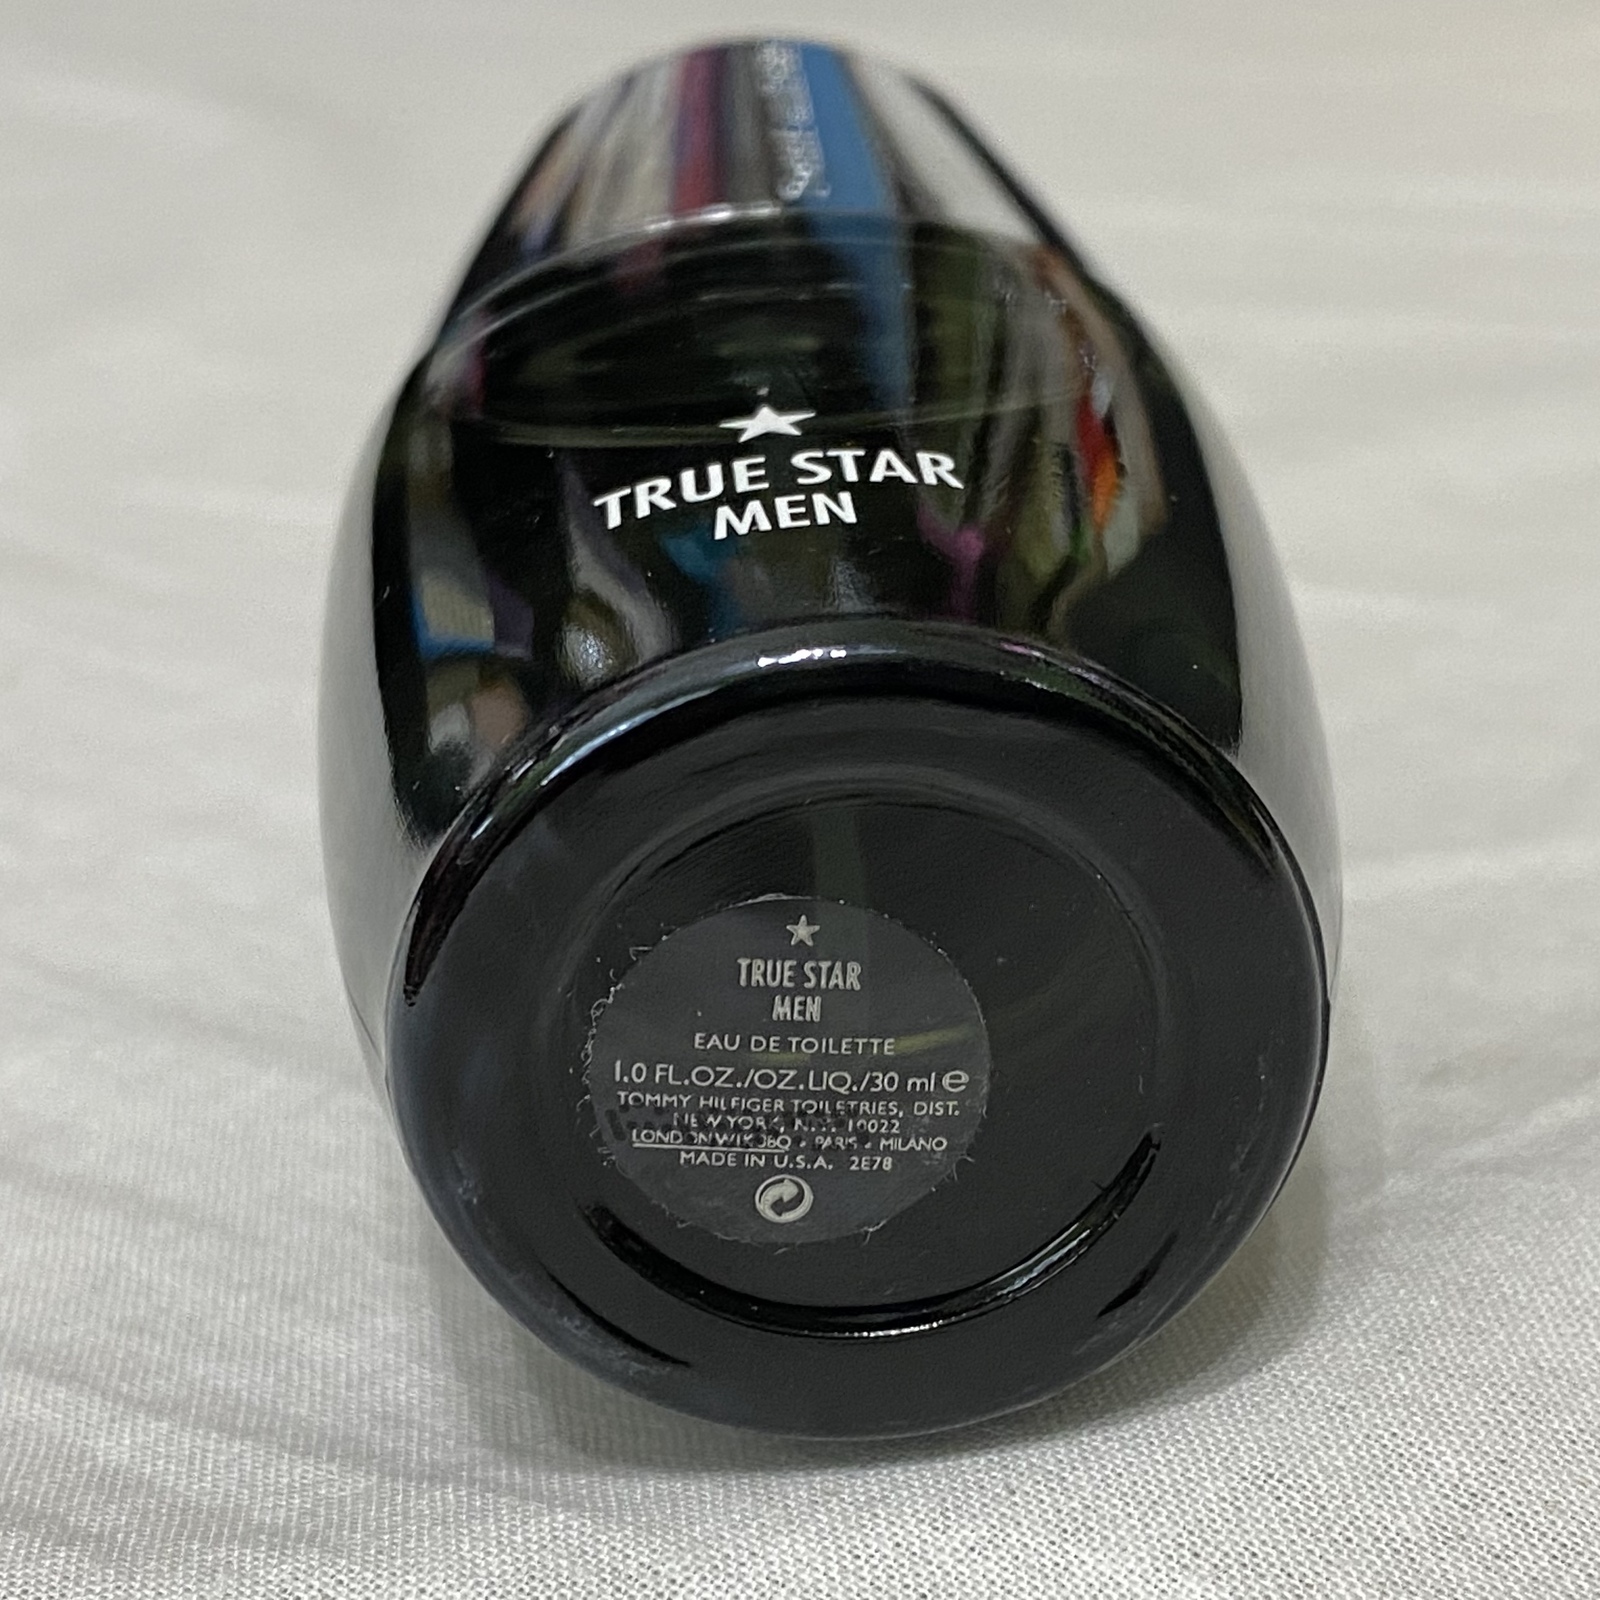 TRUE STAR
MEN
TRUE STAR
MEN
EAU DE TOILETTE
1.0 FL.OZ./OZ.LIQ./30 ml e
TOMMY HILFIGER TOILETRIES, DIST.
NEW YORK, N.Y. 10022
LONDON W1K 3BQ • PARIS • MILANO
MADE IN U.S.A. 2E78